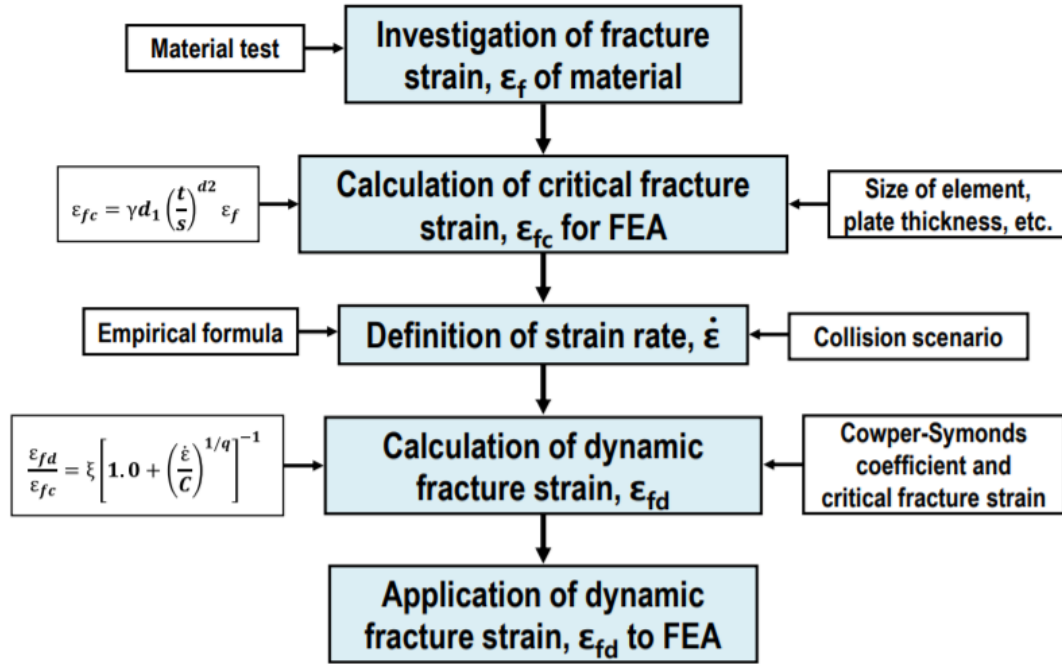 Material test
Investigation of fracture
strain, εf of material
εfc = γd1 (t/s)^d2 εf
Calculation of critical fracture
strain, εfc for FEA
Size of element,
plate thickness, etc.
Empirical formula
Definition of strain rate, ε̇
Collision scenario
εfd/εfc = ξ[1.0 + (ε̇/C)^1/q]^−1
Calculation of dynamic
fracture strain, εfd
Cowper-Symonds
coefficient and
critical fracture strain
Application of dynamic
fracture strain, εfd to FEA